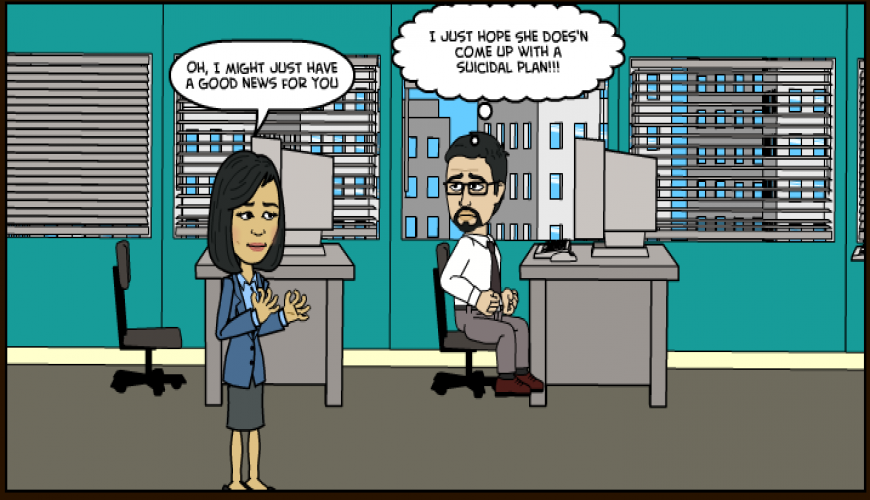 OH, I MIGHT JUST HAVE
A GOOD NEWS FOR YOU
I JUST HOPE SHE DOES'N
COME UP WITH A
SUICIDAL PLAN!!!